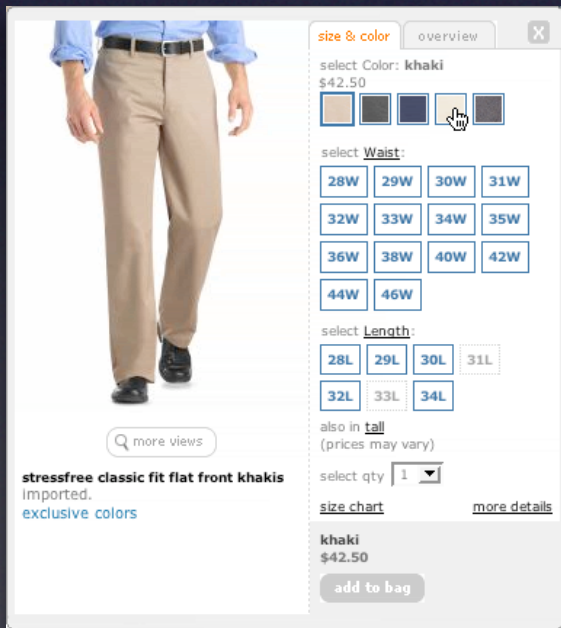 size & color
overview
X
select Color: khaki
$42.50
select Waist:
28W 29W 30W 31W
32W 33W 34W 35W
36W 38W 40W 42W
44W 46W
select Length:
28L 29L 30L 31L
32L 33L 34L
also in tall
(prices may vary)
select qty 1
size chart more details
khaki
$42.50
add to bag
more views
stressfree classic fit flat front khakis
imported.
exclusive colors